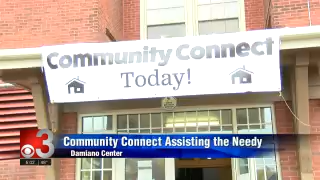 Community Connect
Today!
3
Community Connect Assisting the Needy
Damiano Center